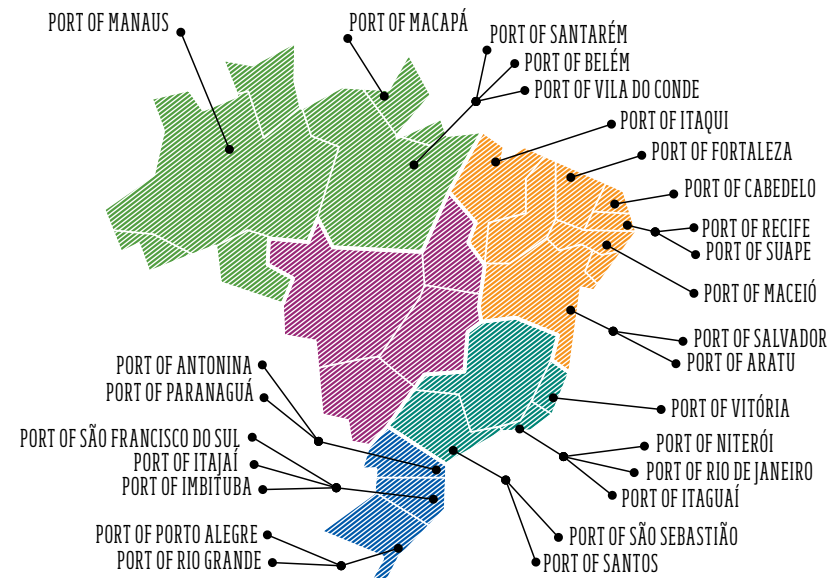 PORT OF MANAUS
PORT OF MACAPÁ
PORT OF SANTARÉM
PORT OF BELÉM
PORT OF VILA DO CONDE
PORT OF ITAQUI
PORT OF FORTALEZA
PORT OF CABEDELO
PORT OF RECIFE
PORT OF SUAPE
PORT OF MACEIÓ
PORT OF SALVADOR
PORT OF ARATU
PORT OF ANTONINA
PORT OF PARANAGUÁ
PORT OF VITÓRIA
PORT OF SÃO FRANCISCO DO SUL
PORT OF ITAJAÍ
PORT OF IMBITUBA
PORT OF NITERÓI
PORT OF RIO DE JANEIRO
PORT OF ITAGUAÍ
PORT OF PORTO ALEGRE
PORT OF RIO GRANDE
PORT OF SÃO SEBASTIÃO
PORT OF SANTOS